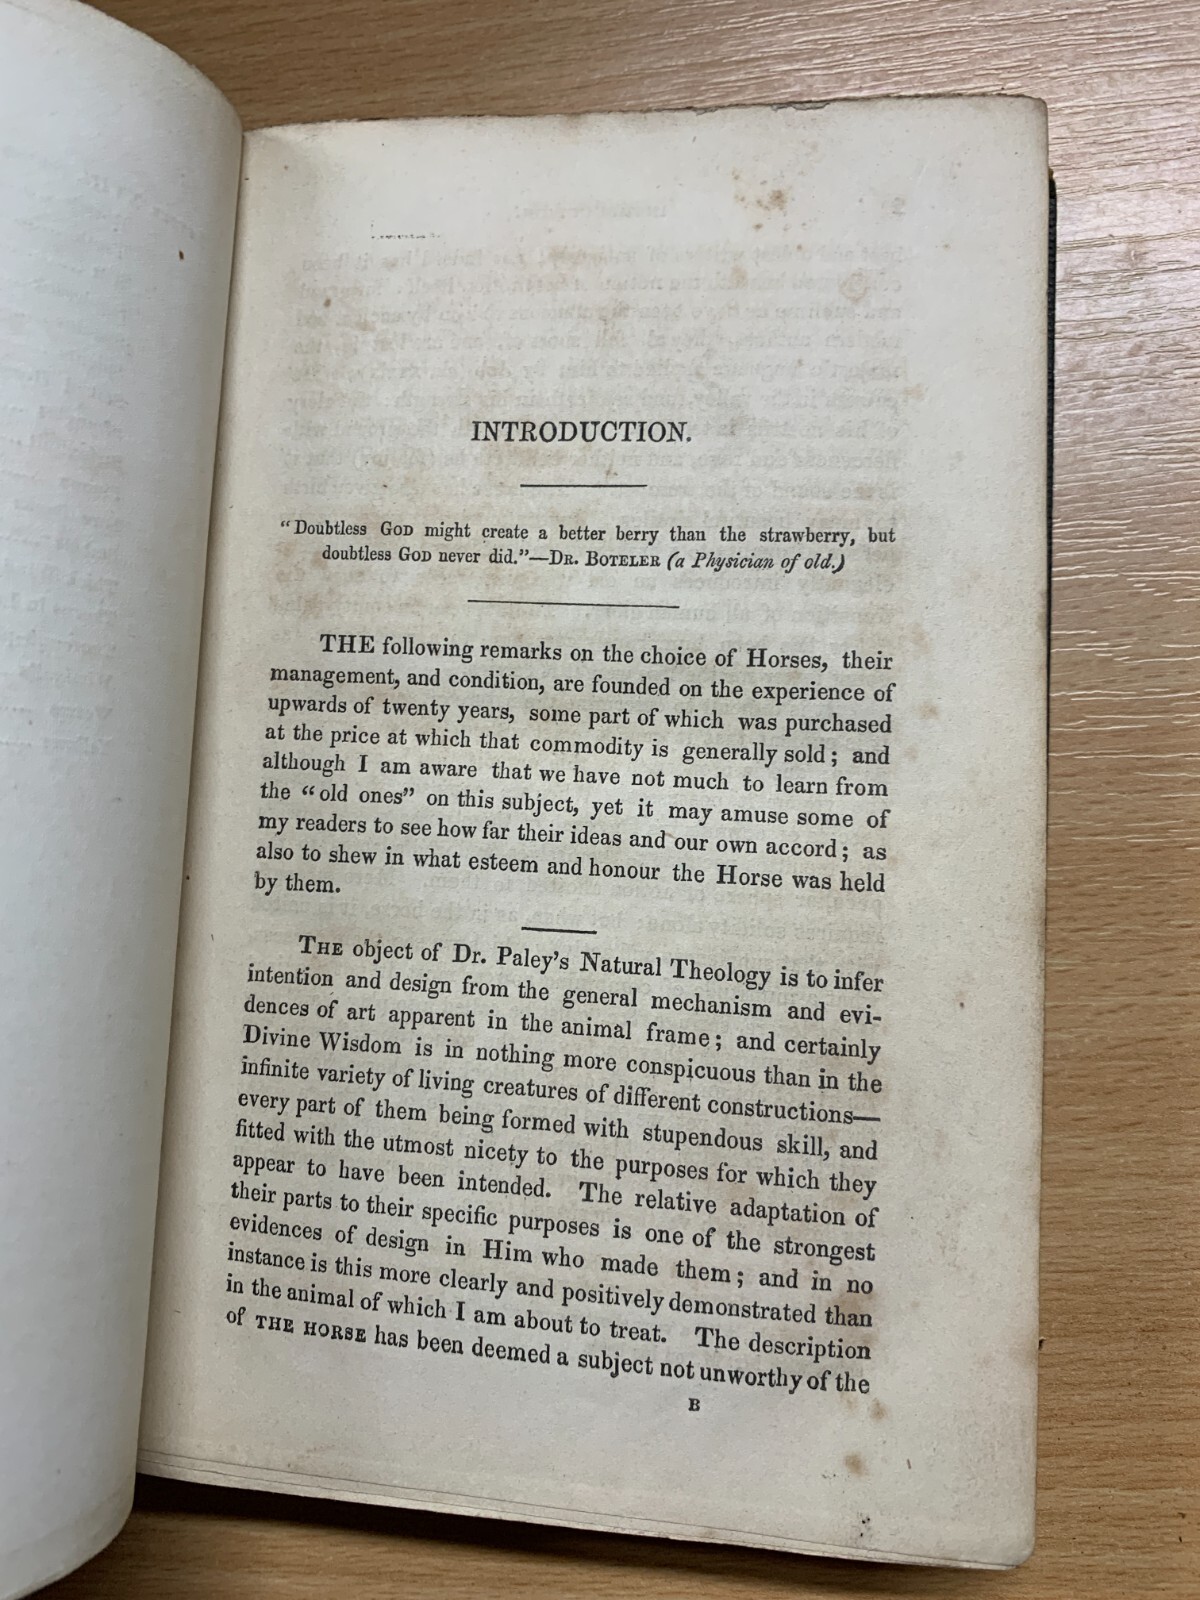 INTRODUCTION.
“Doubtless GOD might create a better berry than the strawberry, but
doubtless GOD never did.”—DR. BOTELER (a Physician of old.)
THE following remarks on the choice of Horses, their
management, and condition, are founded on the experience of
upwards of twenty years, some part of which was purchased
at the price at which that commodity is generally sold; and
although I am aware that we have not much to learn from
the “old ones” on this subject, yet it may amuse some of
my readers to see how far their ideas and our own accord; as
also to shew in what esteem and honour the Horse was held
by them.
THE object of Dr. Paley’s Natural Theology is to infer
intention and design from the general mechanism and evi-
dences of art apparent in the animal frame; and certainly
Divine Wisdom is in nothing more conspicuous than in the
infinite variety of living creatures of different constructions—
every part of them being formed with stupendous skill, and
fitted with the utmost nicety to the purposes for which they
appear to have been intended. The relative adaptation of
their parts to their specific purposes is one of the strongest
evidences of design in Him who made them; and in no
instance is this more clearly and positively demonstrated than
in the animal of which I am about to treat. The description
of THE HORSE has been deemed a subject not unworthy of the
B